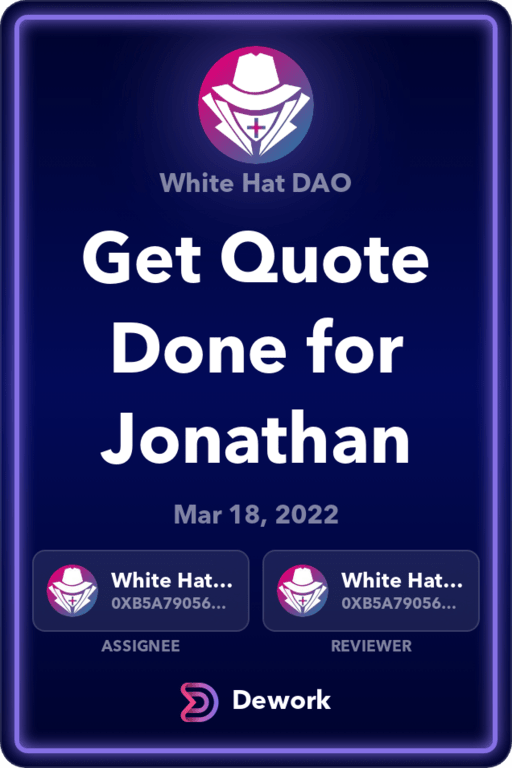 White Hat DAO
Get Quote
Done for
Jonathan
Mar 18, 2022
White Hat...
0XB5A79056...
ASSIGNEE
White Hat...
0XB5A79056...
REVIEWER
Dework